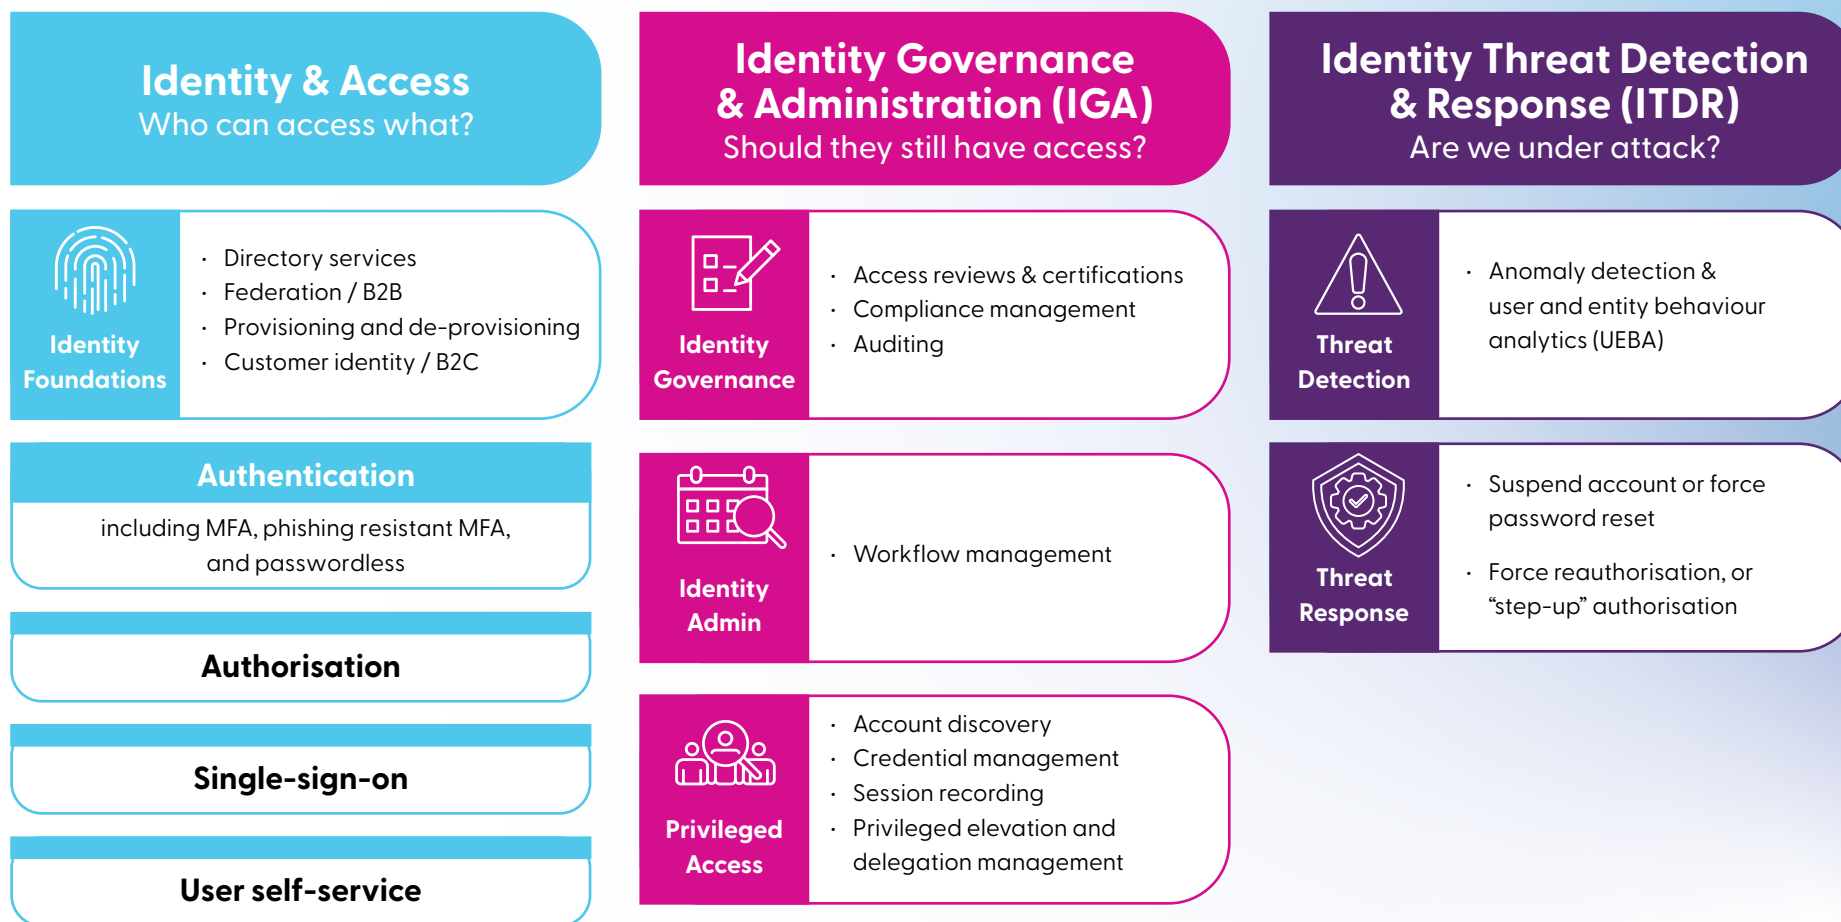 Identity & Access
Who can access what?
Identity
Foundations
· Directory services
· Federation / B2B
· Provisioning and de-provisioning
· Customer identity / B2C
Authentication
including MFA, phishing resistant MFA,
and passwordless
Authorisation
Single-sign-on
User self-service
Identity Governance
& Administration (IGA)
Should they still have access?
Identity
Governance
· Access reviews & certifications
· Compliance management
· Auditing
Identity
Admin
· Workflow management
Privileged
Access
· Account discovery
· Credential management
· Session recording
· Privileged elevation and
delegation management
Identity Threat Detection
& Response (ITDR)
Are we under attack?
Threat
Detection
· Anomaly detection &
user and entity behaviour
analytics (UEBA)
Threat
Response
· Suspend account or force
password reset
· Force reauthorisation, or
“step-up” authorisation